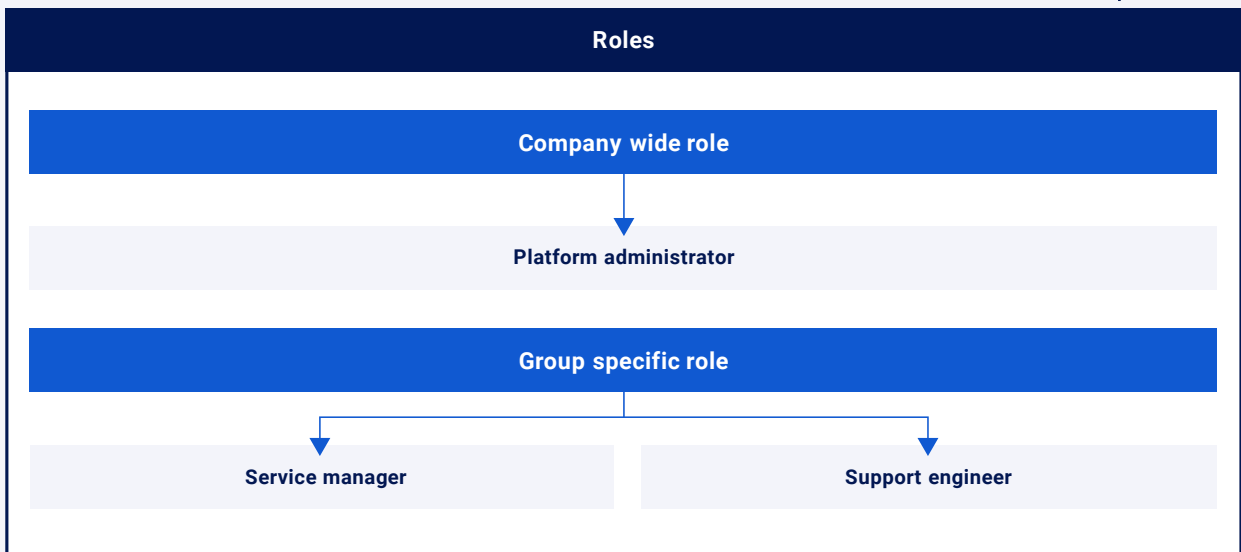 Roles
Company wide role
Platform administrator
Group specific role
Service manager
Support engineer